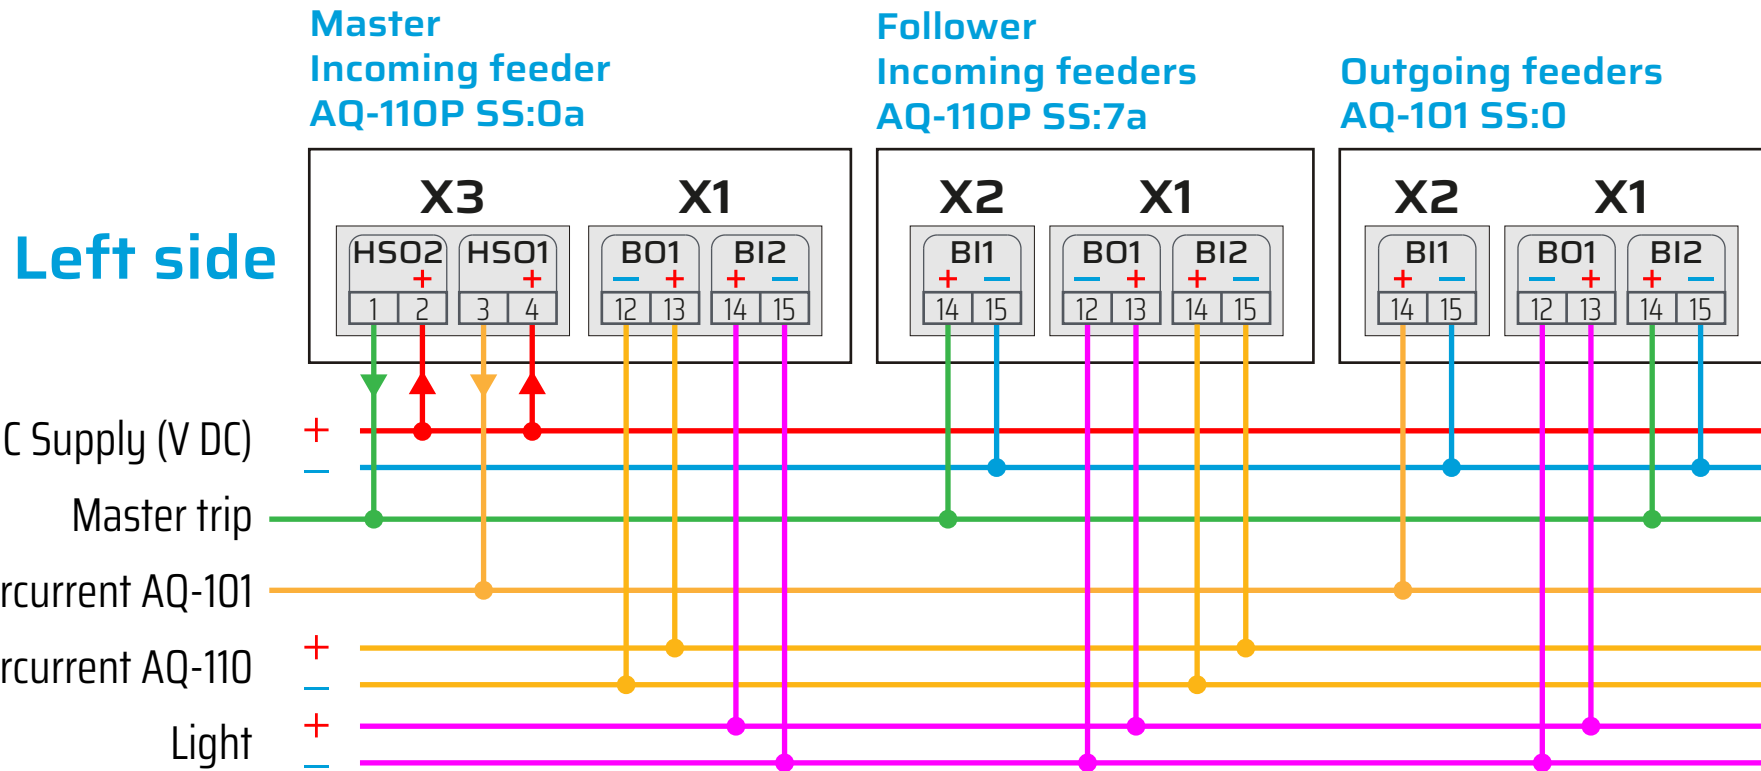 Master
Incoming feeder
AQ-110P SS:0a
Follower
Incoming feeders
AQ-110P SS:7a
Outgoing feeders
AQ-101 SS:0
Left side
X3 X1
HSO2 HSO1 BO1 BI2
+ + − + + −
1 2 3 4 12 13 14 15
X2 X1
BI1 BO1 BI2
+ − − + + −
14 15 12 13 14 15
X2 X1
BI1 BO1 BI2
+ − − + + −
14 15 12 13 14 15
C Supply (V DC) +
−
Master trip
rcurrent AQ-101
rcurrent AQ-110 +
−
Light +
−